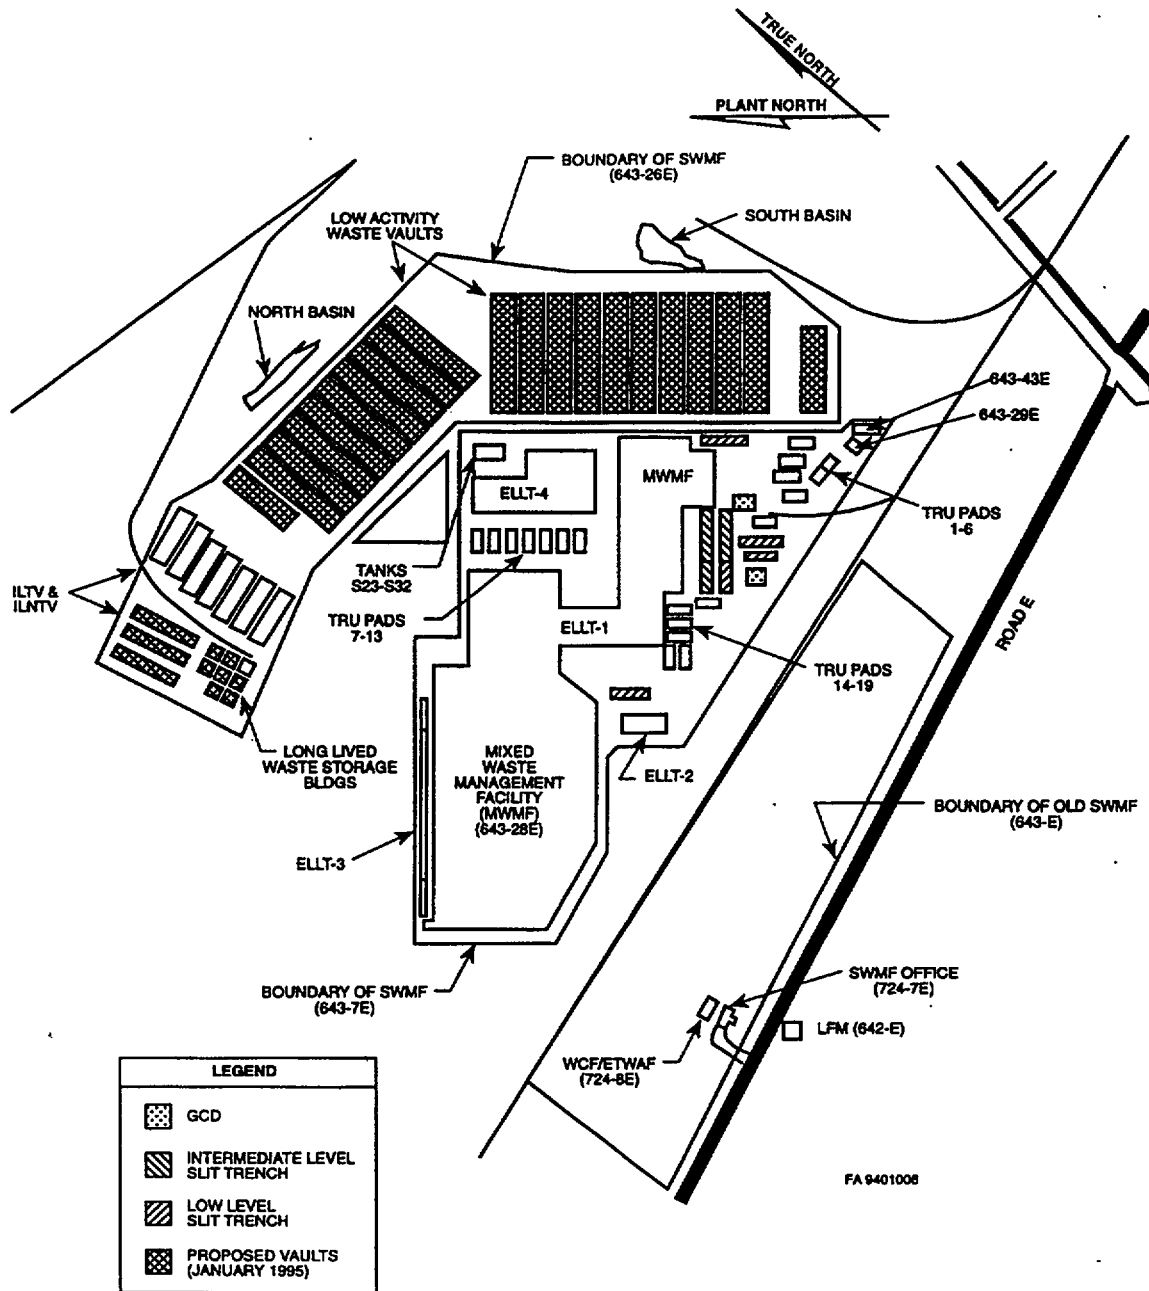 TRUE NORTH
PLANT NORTH
BOUNDARY OF SWMF
(643-26E)
LOW ACTIVITY
WASTE VAULTS
SOUTH BASIN
NORTH BASIN
643-43E
643-29E
MWMF
ELLT-4
TRU PADS
1-6
TANKS
S23-S32
ILTV &
ILNTV
TRU PADS
7-13
ELLT-1
ROAD E
TRU PADS
14-19
LONG LIVED
WASTE STORAGE
BLDGS
MIXED
WASTE
MANAGEMENT
FACILITY
(MWMF)
(643-28E)
ELLT-2
BOUNDARY OF OLD SWMF
(643-E)
ELLT-3
BOUNDARY OF SWMF
(643-7E)
SWMF OFFICE
(724-7E)
LFM (642-E)
WCF/ETWAF
(724-8E)
LEGEND
GCD
INTERMEDIATE LEVEL
SLIT TRENCH
LOW LEVEL
SLIT TRENCH
PROPOSED VAULTS
(JANUARY 1995)
FA 9401006